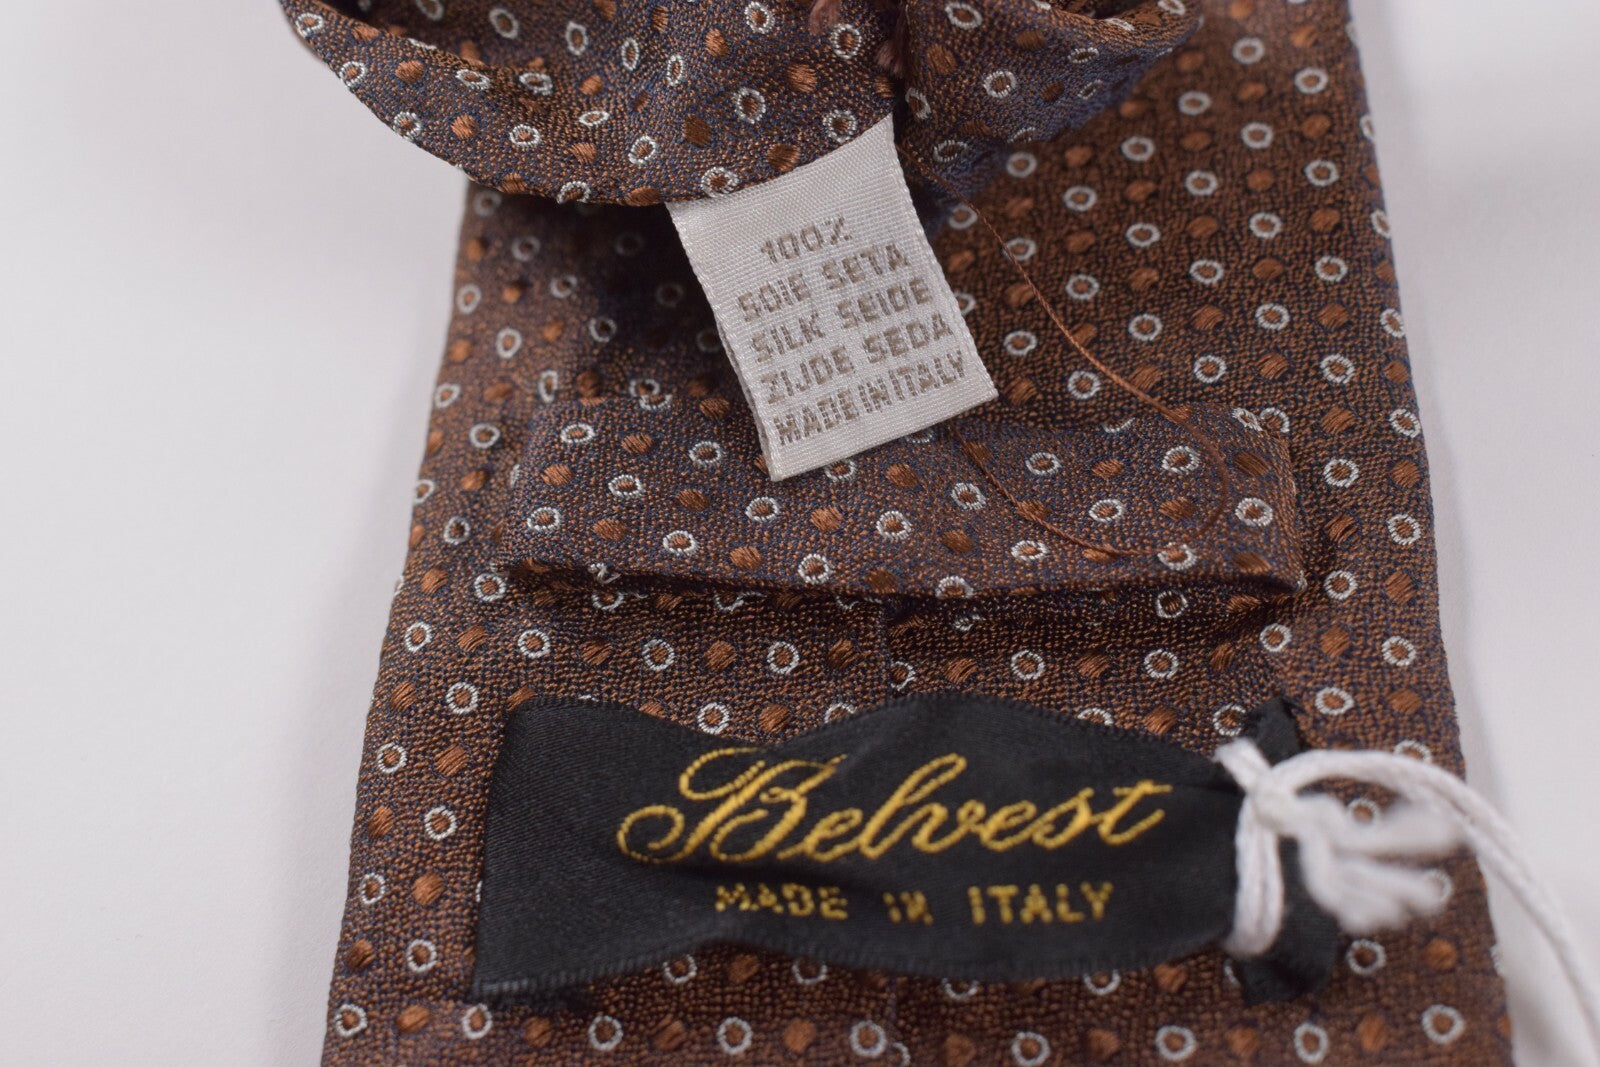 100%
SOIE SETA
SILK SEIDE
ZIJDE SEDA
MADE IN ITALY
Belvest
MADE IN ITALY